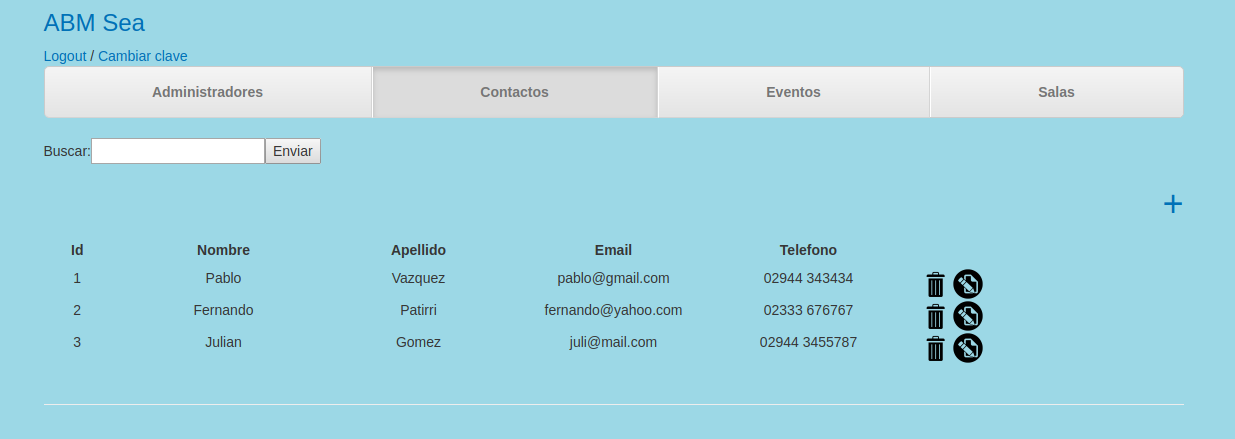 ABM Sea
Logout / Cambiar clave
Administradores Contactos Eventos Salas
Buscar: Enviar
+
Id Nombre Apellido Email Telefono
1 Pablo Vazquez pablo@gmail.com 02944 343434
2 Fernando Patirri fernando@yahoo.com 02333 676767
3 Julian Gomez juli@mail.com 02944 3455787